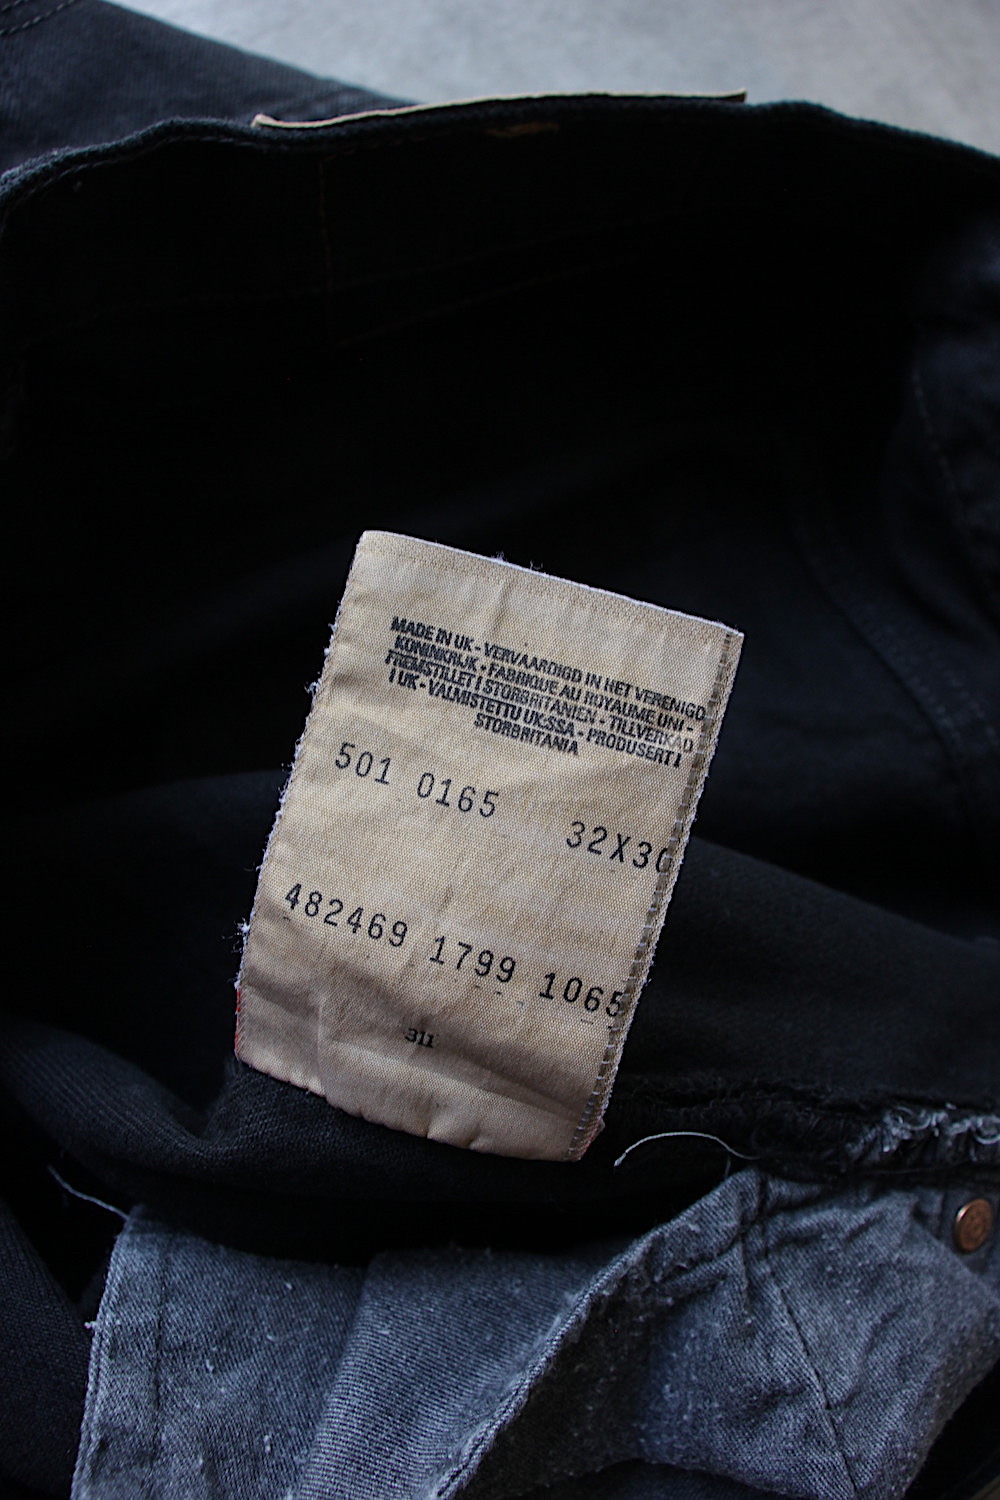 MADE IN UK - VERVAARDIGD IN HET VERENIGD
KONINKRIJK - FABRIQUE AU ROYAUME UNI -
FREMSTILLET I STORBRITANIEN - TILLVERKAD
I UK - VALMISTETTU UK:SSA - PRODUSERT I
STORBRITANIA
501 0165 32X30
482469 1799 1065
311